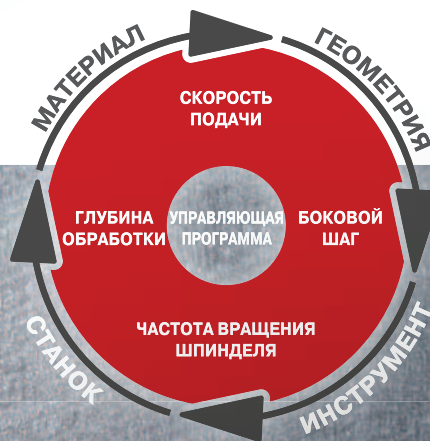 МАТЕРИАЛ
ГЕОМЕТРИЯ
СКОРОСТЬ
ПОДАЧИ
ГЛУБИНА
ОБРАБОТКИ
УПРАВЛЯЮЩАЯ
ПРОГРАММА
БОКОВОЙ
ШАГ
ЧАСТОТА ВРАЩЕНИЯ
ШПИНДЕЛЯ
СТАНОК
ИНСТРУМЕНТ